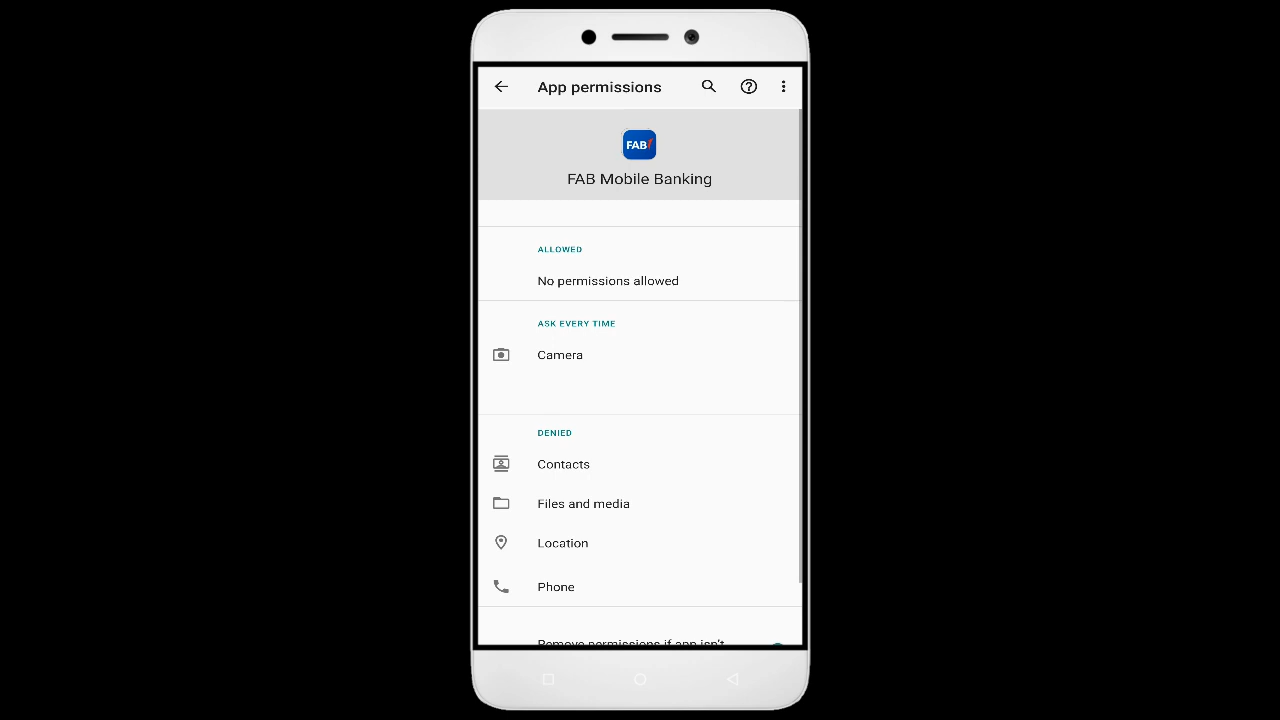 App permissions
FAB
FAB Mobile Banking
ALLOWED
No permissions allowed
ASK EVERY TIME
Camera
DENIED
Contacts
Files and media
Location
Phone
Remove permissions if app isn't